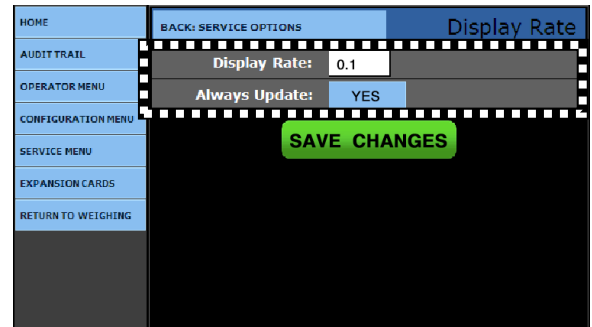 HOME
AUDIT TRAIL
OPERATOR MENU
CONFIGURATION MENU
SERVICE MENU
EXPANSION CARDS
RETURN TO WEIGHING
BACK: SERVICE OPTIONS
Display Rate
Display Rate: 0.1
Always Update: YES
SAVE CHANGES